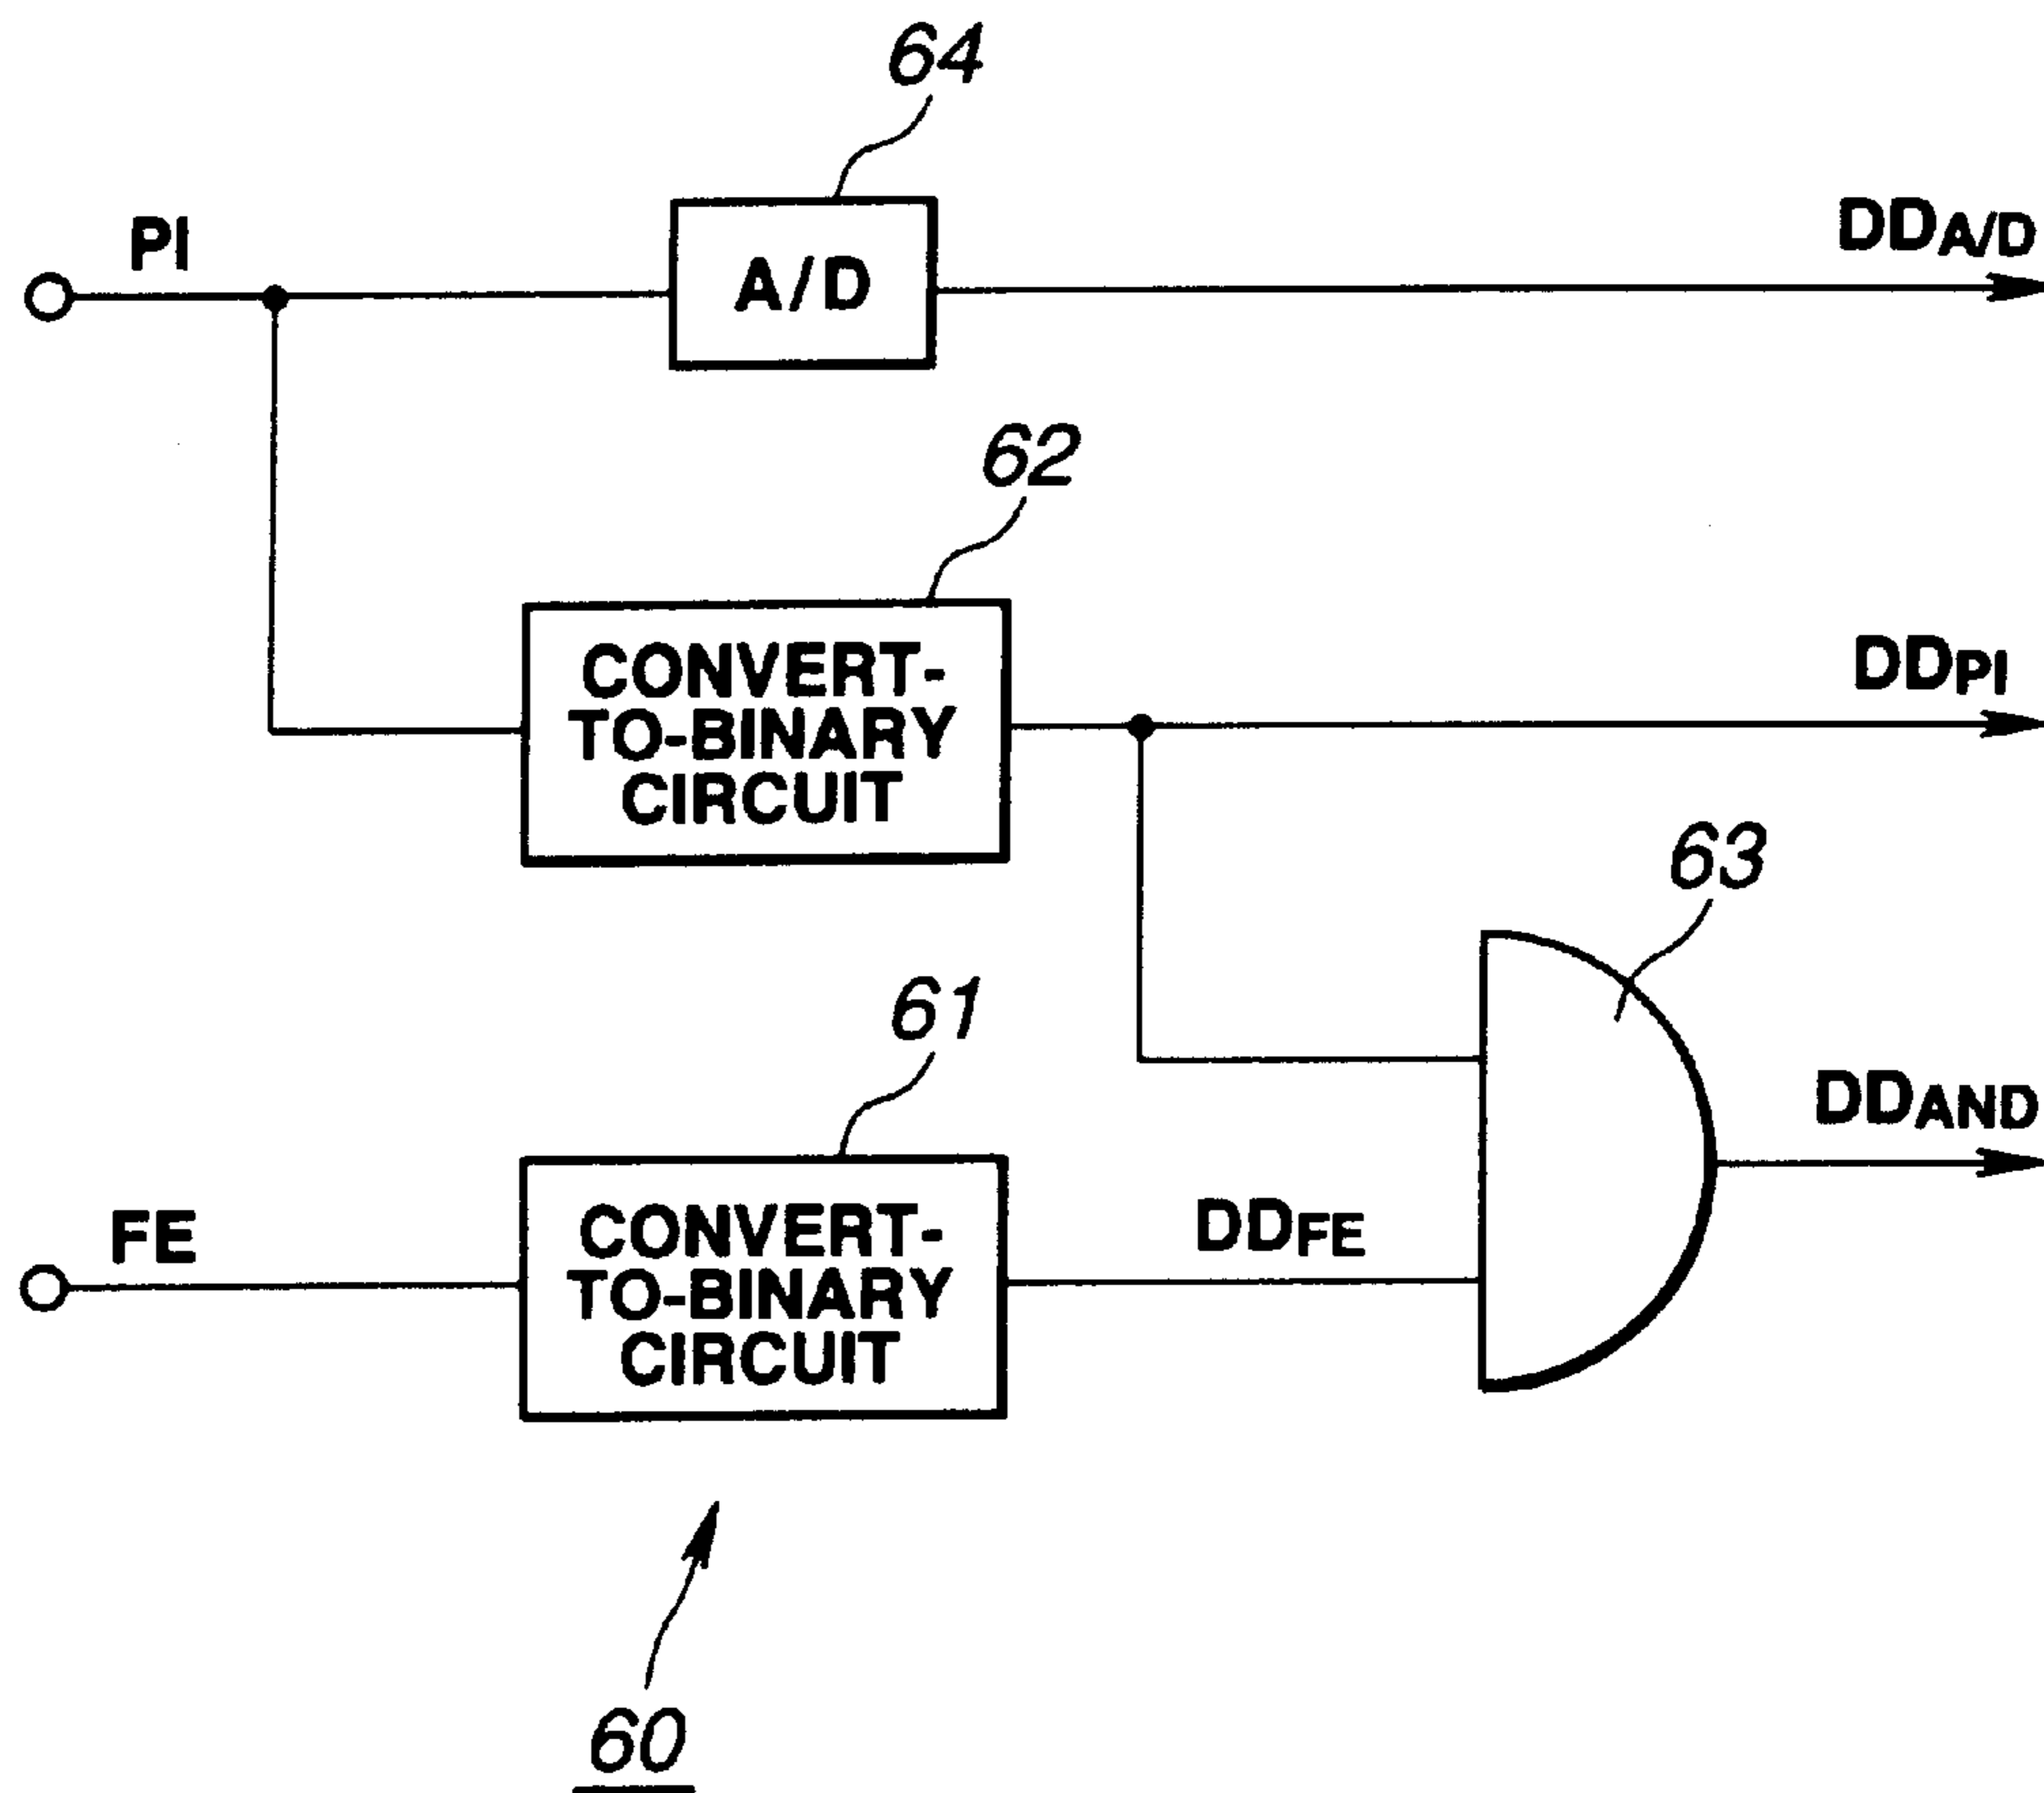 64
PI
A/D
DDA/D
62
CONVERT-
TO-BINARY
CIRCUIT
DDPI
63
61
FE
CONVERT-
TO-BINARY
CIRCUIT
DDFE
DDAND
60